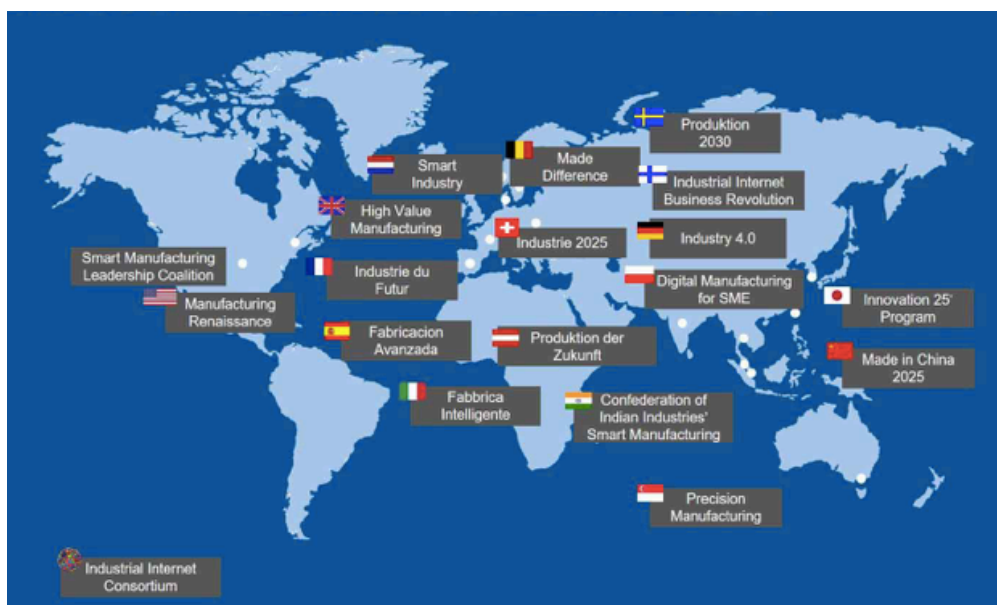 Produktion
2030
Smart
Industry
Made
Difference
Industrial Internet
Business Revolution
High Value
Manufacturing
Industrie 2025
Industry 4.0
Smart Manufacturing
Leadership Coalition
Industrie du
Futur
Digital Manufacturing
for SME
Manufacturing
Renaissance
Innovation 25'
Program
Fabricacion
Avanzada
Produktion der
Zukunft
Made in China
2025
Fabbrica
Intelligente
Confederation of
Indian Industries'
Smart Manufacturing
Precision
Manufacturing
Industrial Internet
Consortium